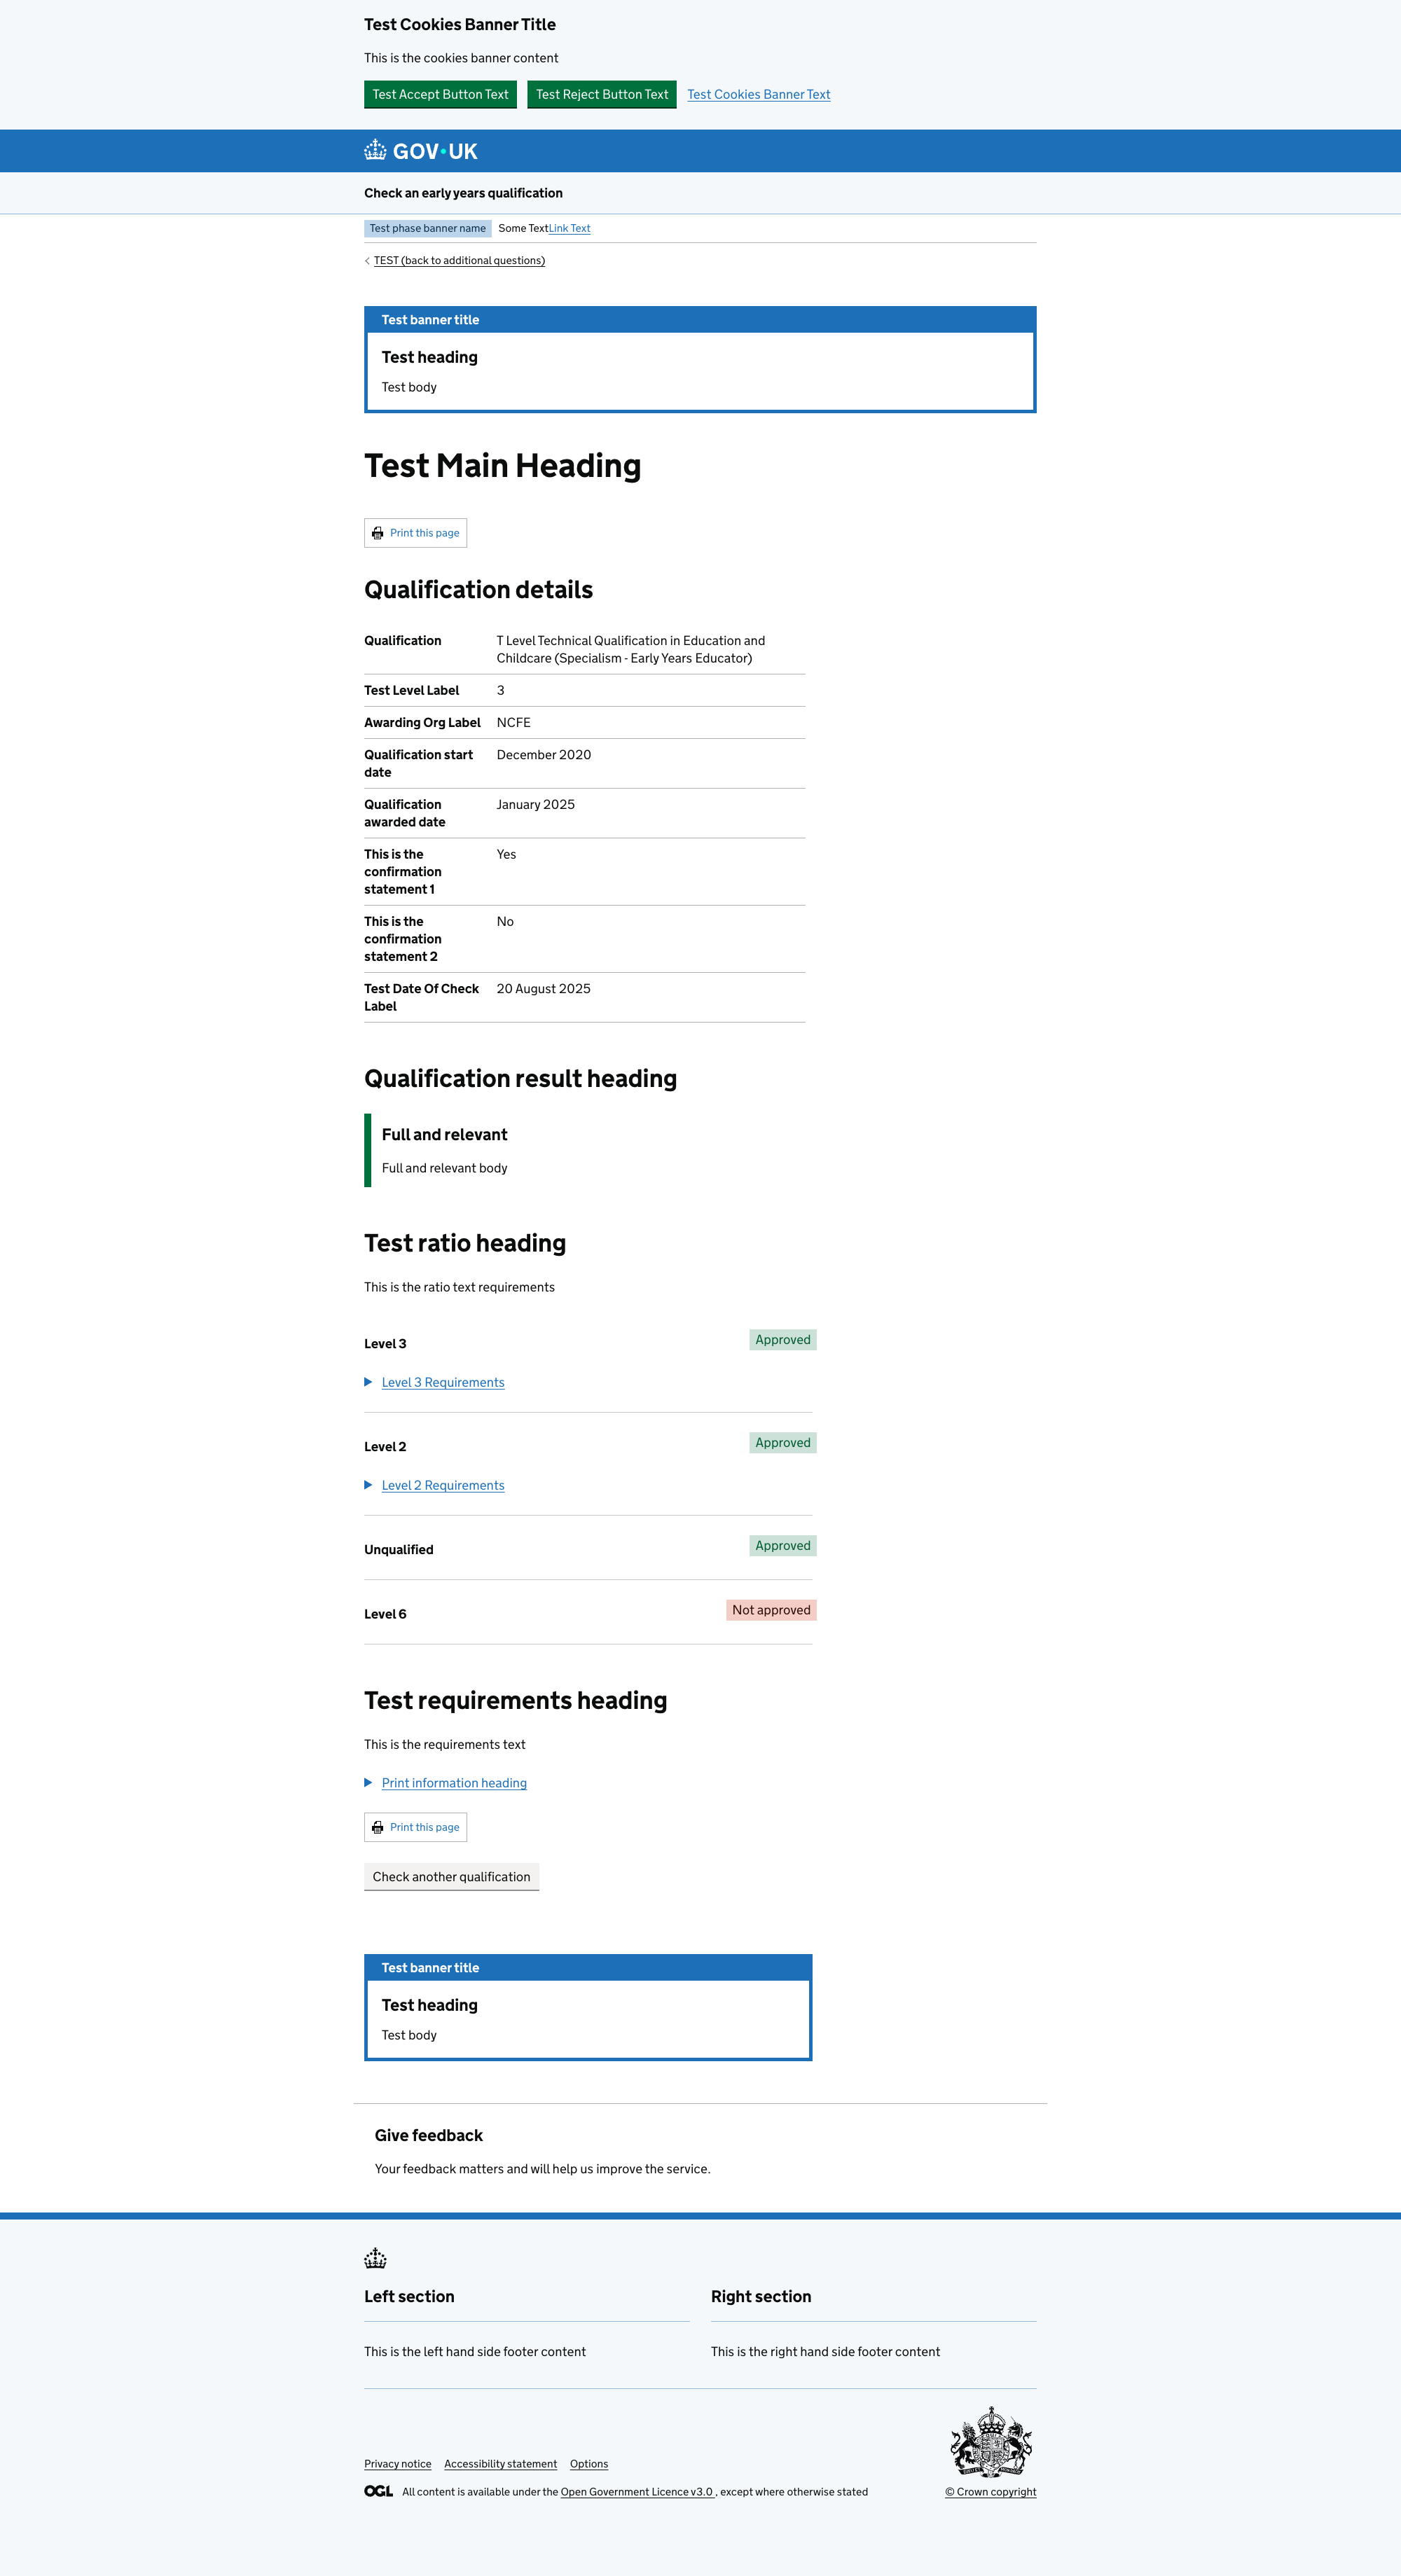 Test Cookies Banner Title
This is the cookies banner content
Test Accept Button Text Test Reject Button Text Test Cookies Banner Text
GOV·UK
Check an early years qualification
Test phase banner name Some TextLink Text
TEST (back to additional questions)
Test banner title
Test heading
Test body
Test Main Heading
Print this page
Qualification details
Qualification T Level Technical Qualification in Education and
Childcare (Specialism - Early Years Educator)
Test Level Label 3
Awarding Org Label NCFE
Qualification start December 2020
date
Qualification January 2025
awarded date
This is the Yes
confirmation
statement 1
This is the No
confirmation
statement 2
Test Date Of Check 20 August 2025
Label
Qualification result heading
Full and relevant
Full and relevant body
Test ratio heading
This is the ratio text requirements
Level 3 Approved
Level 3 Requirements
Level 2 Approved
Level 2 Requirements
Unqualified Approved
Level 6 Not approved
Test requirements heading
This is the requirements text
Print information heading
Print this page
Check another qualification
Test banner title
Test heading
Test body
Give feedback
Your feedback matters and will help us improve the service.
Left section Right section
This is the left hand side footer content This is the right hand side footer content
Privacy notice Accessibility statement Options
OGL All content is available under the Open Government Licence v3.0 , except where otherwise stated © Crown copyright